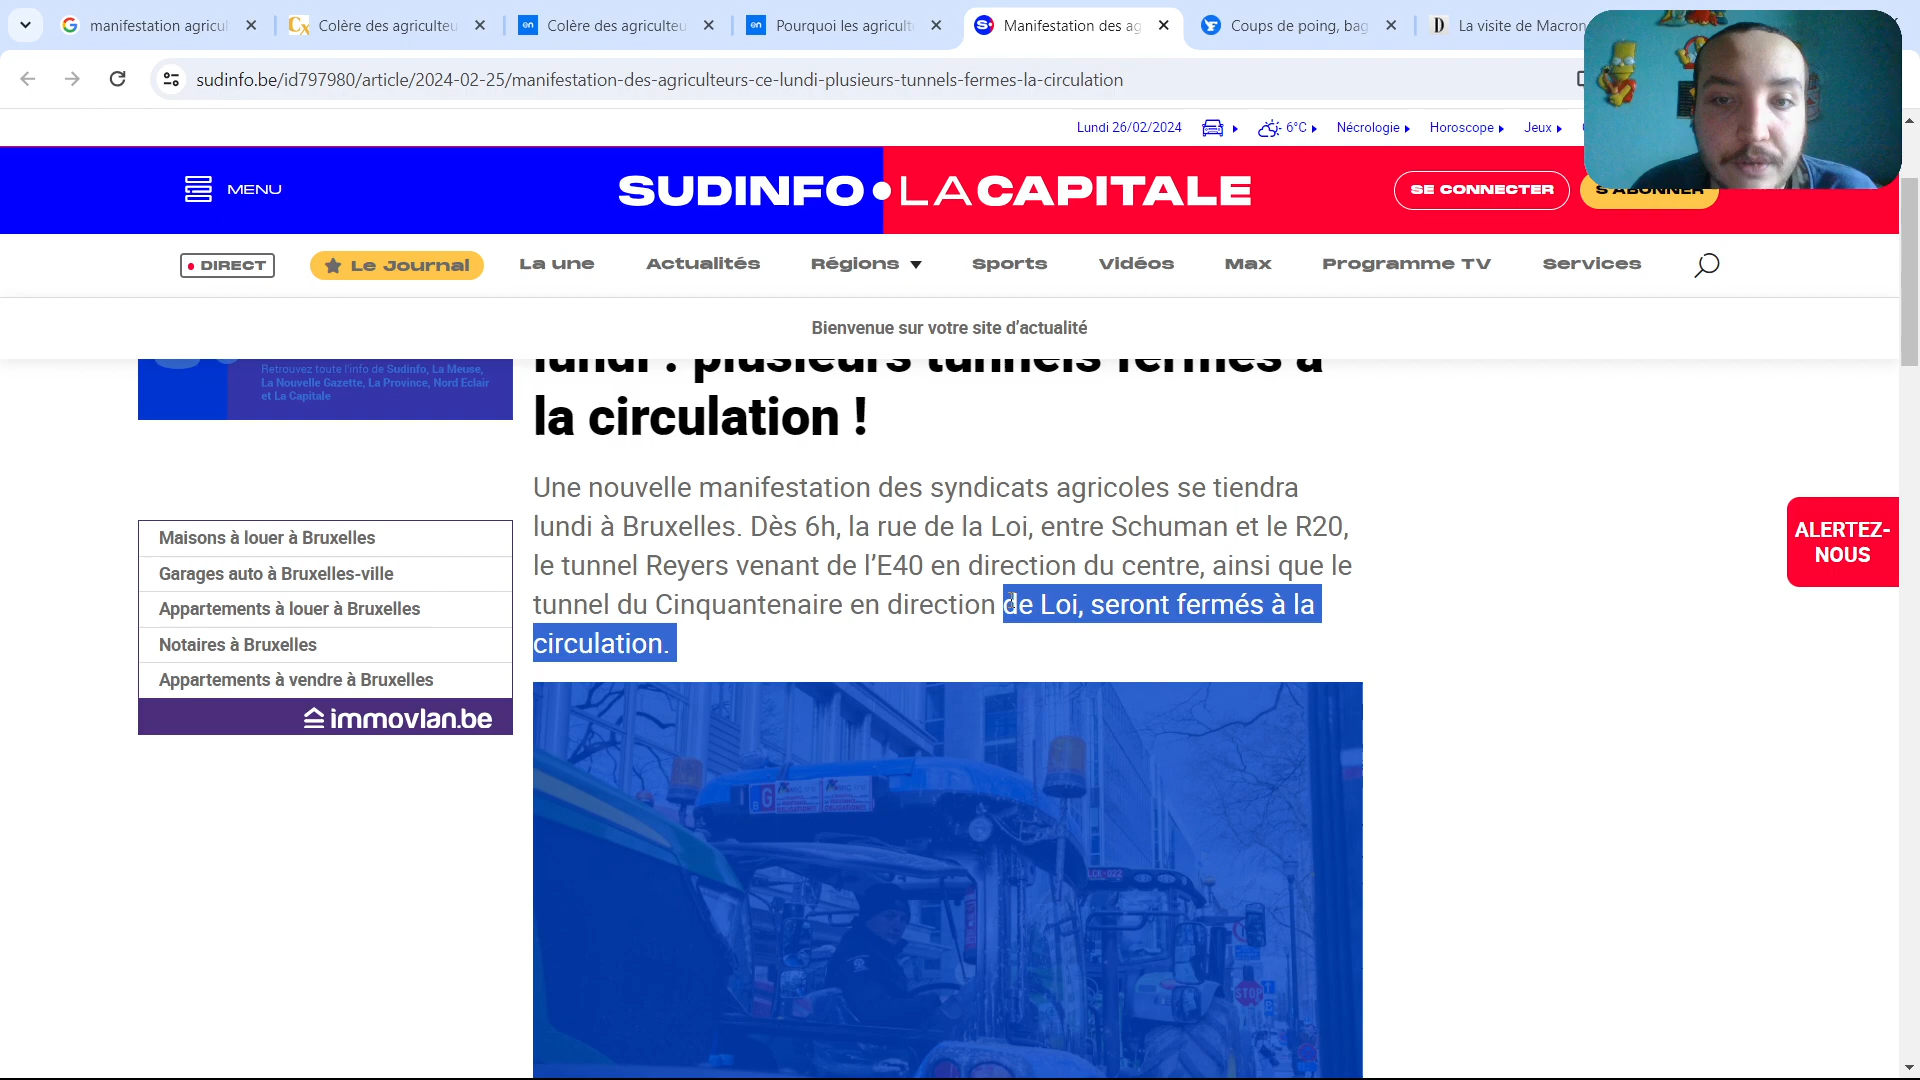 manifestation agricul
Colère des agriculteu
Colère des agriculteu
Pourquoi les agricult
Manifestation des ag
Coups de poing, bag
La visite de Macron
sudinfo.be/id797980/article/2024-02-25/manifestation-des-agriculteurs-ce-lundi-plusieurs-tunnels-fermes-la-circulation
Lundi 26/02/2024
6°C
Nécrologie
Horoscope
Jeux
MENU
SUDINFO•LACAPITALE
SE CONNECTER
S'ABONNER
DIRECT
Le Journal
La une
Actualités
Régions
Sports
Vidéos
Max
Programme TV
Services
Bienvenue sur votre site d'actualité
Retrouvez toute l'info de Sudinfo, La Meuse,
La Nouvelle Gazette, La Province, Nord Eclair
et La Capitale
lundi : plusieurs tunnels fermés à
la circulation !
Une nouvelle manifestation des syndicats agricoles se tiendra
lundi à Bruxelles. Dès 6h, la rue de la Loi, entre Schuman et le R20,
le tunnel Reyers venant de l'E40 en direction du centre, ainsi que le
tunnel du Cinquantenaire en direction de Loi, seront fermés à la
circulation.
Maisons à louer à Bruxelles
Garages auto à Bruxelles-ville
Appartements à louer à Bruxelles
Notaires à Bruxelles
Appartements à vendre à Bruxelles
immovlan.be
ALERTEZ-
NOUS
G
STOP